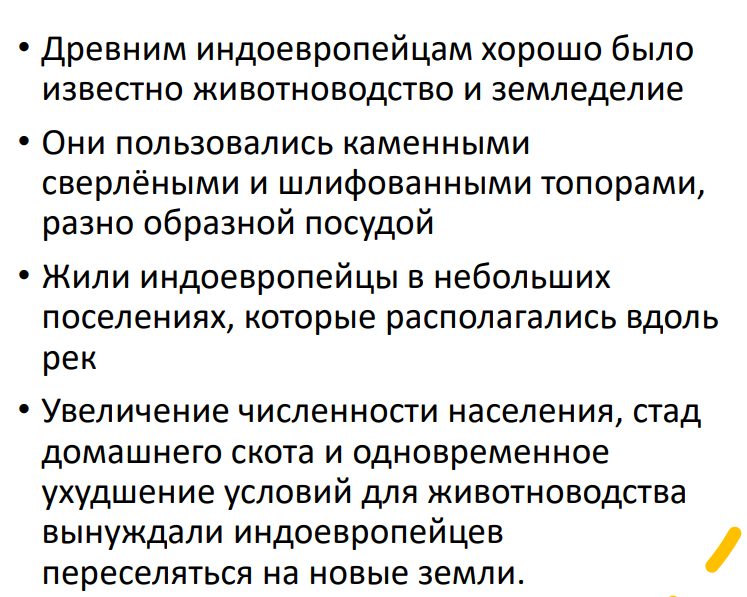 • Древним индоевропейцам хорошо было
известно животноводство и земледелие
• Они пользовались каменными
сверлёными и шлифованными топорами,
разно образной посудой
• Жили индоевропейцы в небольших
поселениях, которые располагались вдоль
рек
• Увеличение численности населения, стад
домашнего скота и одновременное
ухудшение условий для животноводства
вынуждали индоевропейцев
переселяться на новые земли.